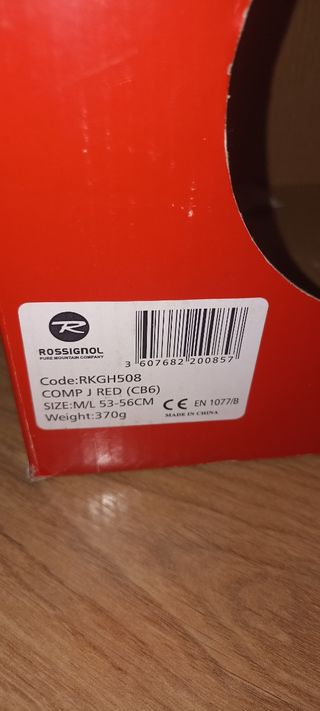 R
ROSSIGNOL
PURE MOUNTAIN COMPANY
3 607682 200857
Code:RKGH508
COMP J RED (CB6)
SIZE:M/L 53-56CM
Weight:370g
CE EN 1077/B
MADE IN CHINA